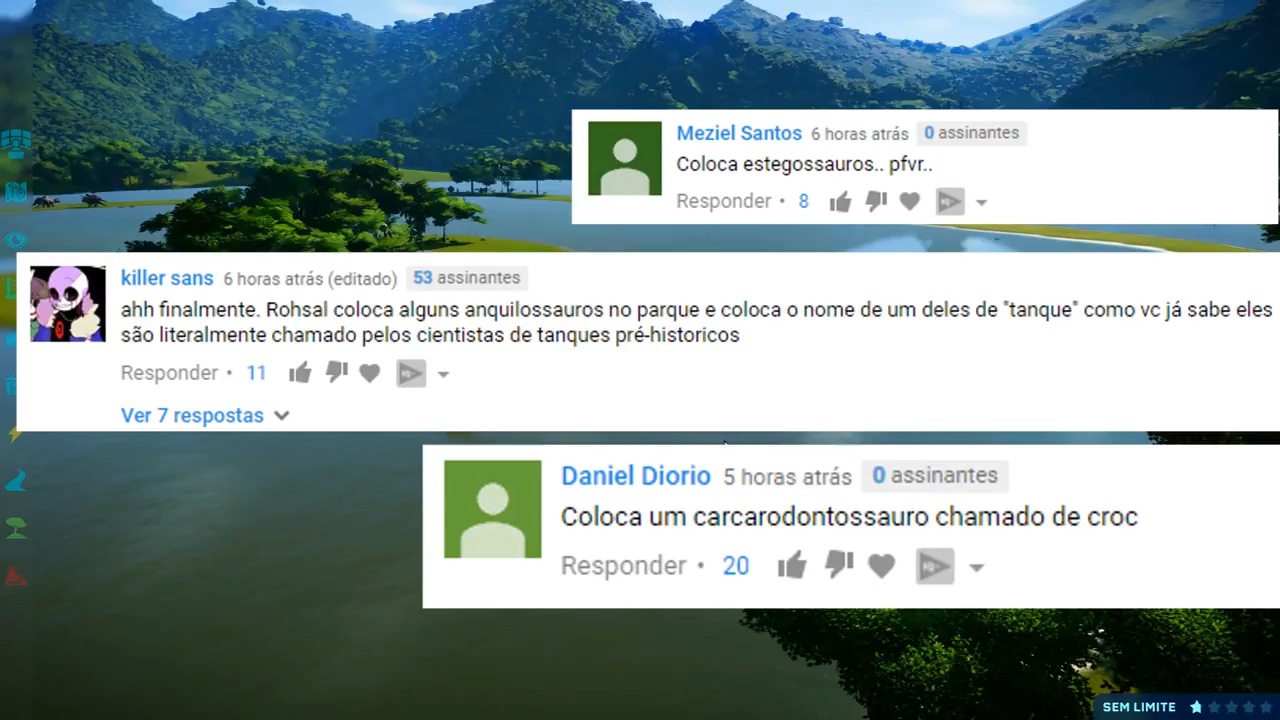 Meziel Santos 6 horas atrás 0 assinantes
Coloca estegossauros.. pfvr..
Responder • 8
killer sans 6 horas atrás (editado) 53 assinantes
ahh finalmente. Rohsal coloca alguns anquilossauros no parque e coloca o nome de um deles de "tanque" como vc já sabe eles
são literalmente chamado pelos cientistas de tanques pré-historicos
Responder • 11
Ver 7 respostas
Daniel Diorio 5 horas atrás 0 assinantes
Coloca um carcarodontossauro chamado de croc
Responder • 20
SEM LIMITE